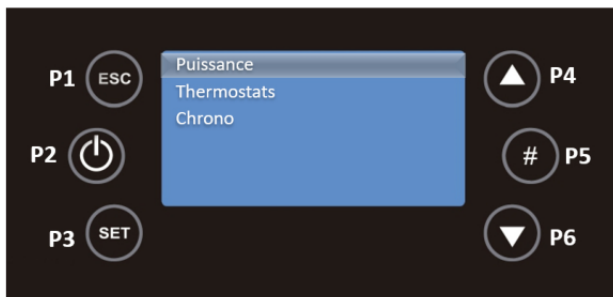 P1 ESC
P2
P3 SET
Puissance
Thermostats
Chrono
P4
# P5
P6